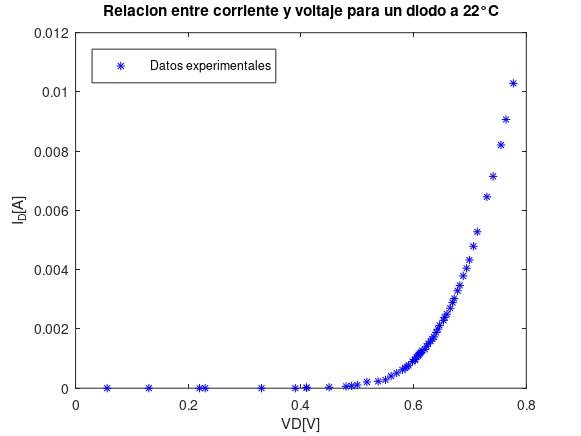 Relacion entre corriente y voltaje para un diodo a 22°C
0.012
Datos experimentales
0.01
0.008
0.006
I_D[A]
0.004
0.002
0
0 0.2 0.4 0.6 0.8
VD[V]